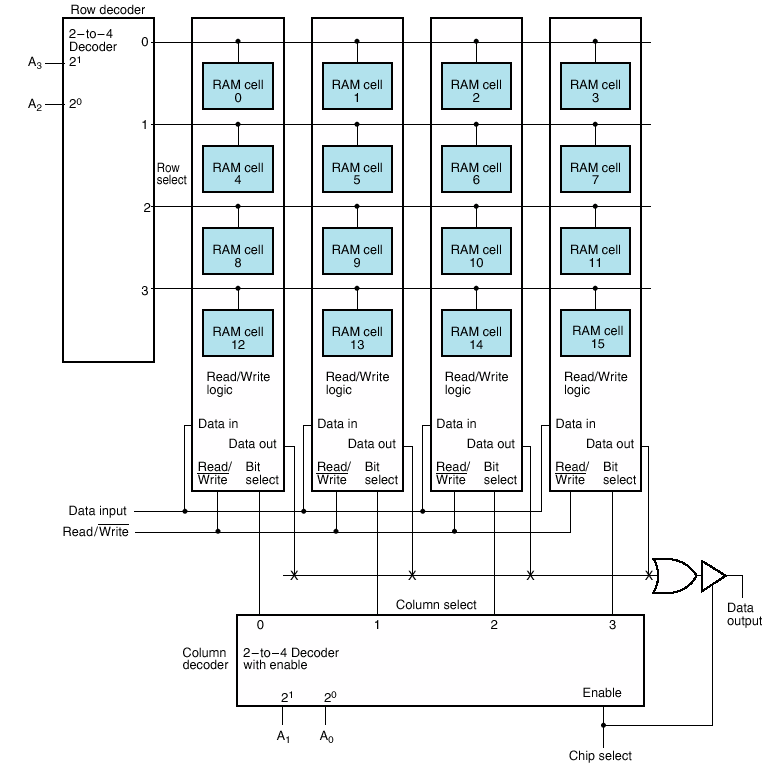 Row decoder
2–to–4
Decoder
A3
2¹
A2
2⁰
0
1
Row
select
2
3
RAM cell
0
RAM cell
1
RAM cell
2
RAM cell
3
RAM cell
4
RAM cell
5
RAM cell
6
RAM cell
7
RAM cell
8
RAM cell
9
RAM cell
10
RAM cell
11
RAM cell
12
RAM cell
13
RAM cell
14
RAM cell
15
Read/Write
logic
Read/Write
logic
Read/Write
logic
Read/Write
logic
Data in
Data in
Data in
Data in
Data out
Data out
Data out
Data out
Read/
Write
Bit
select
Read/
Write
Bit
select
Read/
Write
Bit
select
Read/
Write
Bit
select
Data input
Read/Write
X
X
X
X
Data
output
Column select
0
1
2
3
Column
decoder
2–to–4 Decoder
with enable
2¹
2⁰
Enable
A1
A0
Chip select